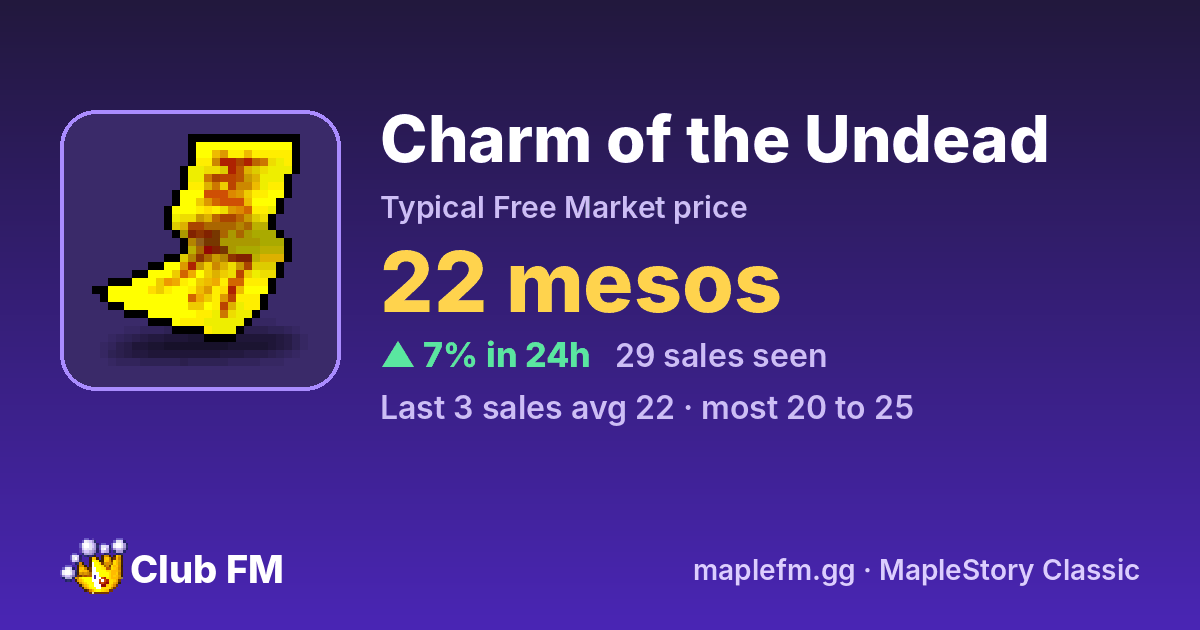 Charm of the Undead
Typical Free Market price
22 mesos
▲ 7% in 24h 29 sales seen
Last 3 sales avg 22 · most 20 to 25
Club FM
maplefm.gg · MapleStory Classic